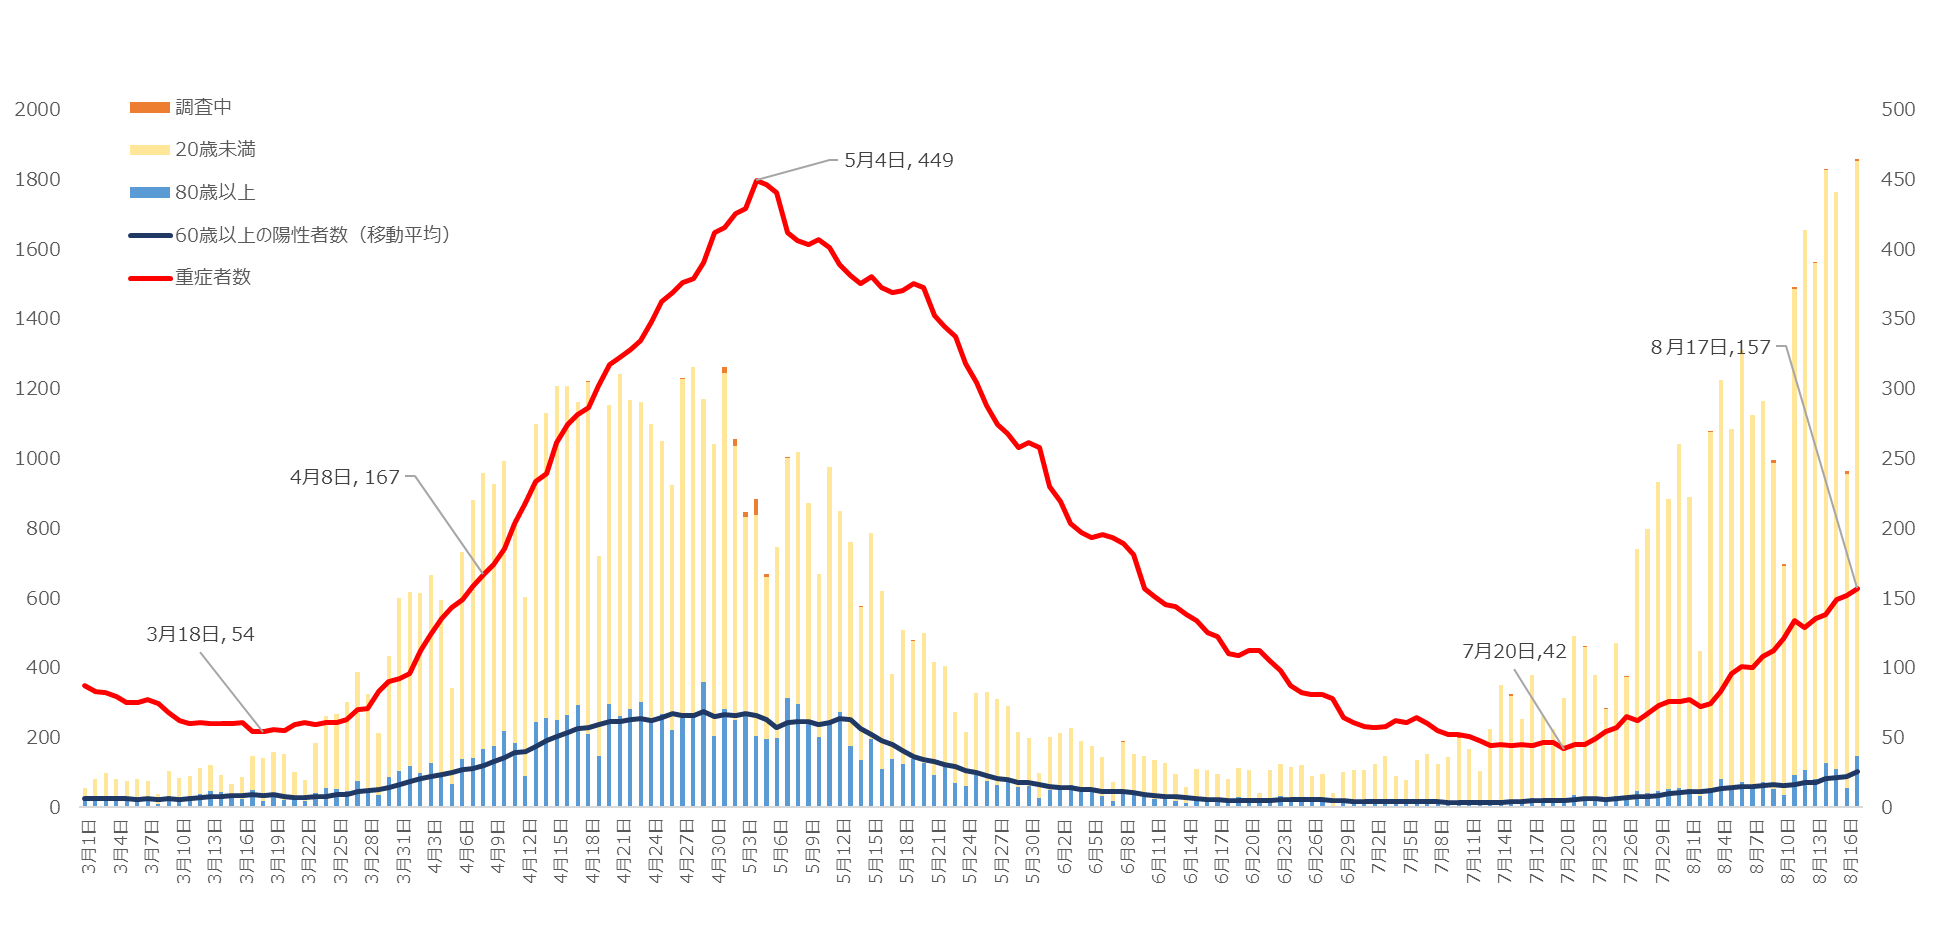 2000
1800
1600
1400
1200
1000
800
600
400
200
0
調査中
20歳未満
80歳以上
60歳以上の陽性者数（移動平均）
重症者数
3月18日, 54
4月8日, 167
5月4日, 449
7月20日,42
８月17日,157
500
450
400
350
300
250
200
150
100
50
0
3月1日
3月4日
3月7日
3月10日
3月13日
3月16日
3月19日
3月22日
3月25日
3月28日
3月31日
4月3日
4月6日
4月9日
4月12日
4月15日
4月18日
4月21日
4月24日
4月27日
4月30日
5月3日
5月6日
5月9日
5月12日
5月15日
5月18日
5月21日
5月24日
5月27日
5月30日
6月2日
6月5日
6月8日
6月11日
6月14日
6月17日
6月20日
6月23日
6月26日
6月29日
7月2日
7月5日
7月8日
7月11日
7月14日
7月17日
7月20日
7月23日
7月26日
7月29日
8月1日
8月4日
8月7日
8月10日
8月13日
8月16日